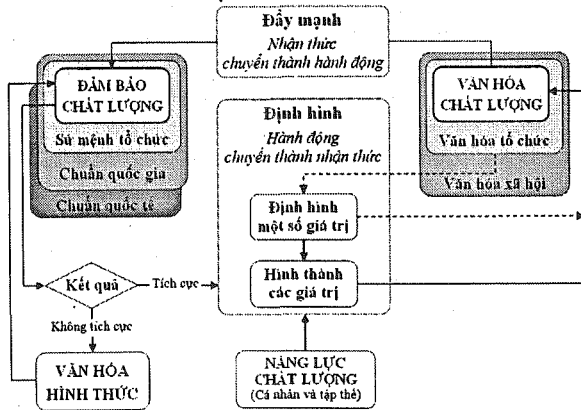 Đẩy mạnh
Nhận thức
chuyển thành hành động
ĐẢM BẢO
CHẤT LƯỢNG
Sứ mệnh tổ chức
Chuẩn quốc gia
Chuẩn quốc tế
VĂN HÓA
CHẤT LƯỢNG
Văn hóa tổ chức
Văn hóa xã hội
Định hình
Hành động
chuyển thành nhận thức
Định hình
một số giá trị
Hình thành
các giá trị
Kết quả
Tích cực
Không tích cực
VĂN HÓA
HÌNH THỨC
NĂNG LỰC
CHẤT LƯỢNG
(Cá nhân và tập thể)